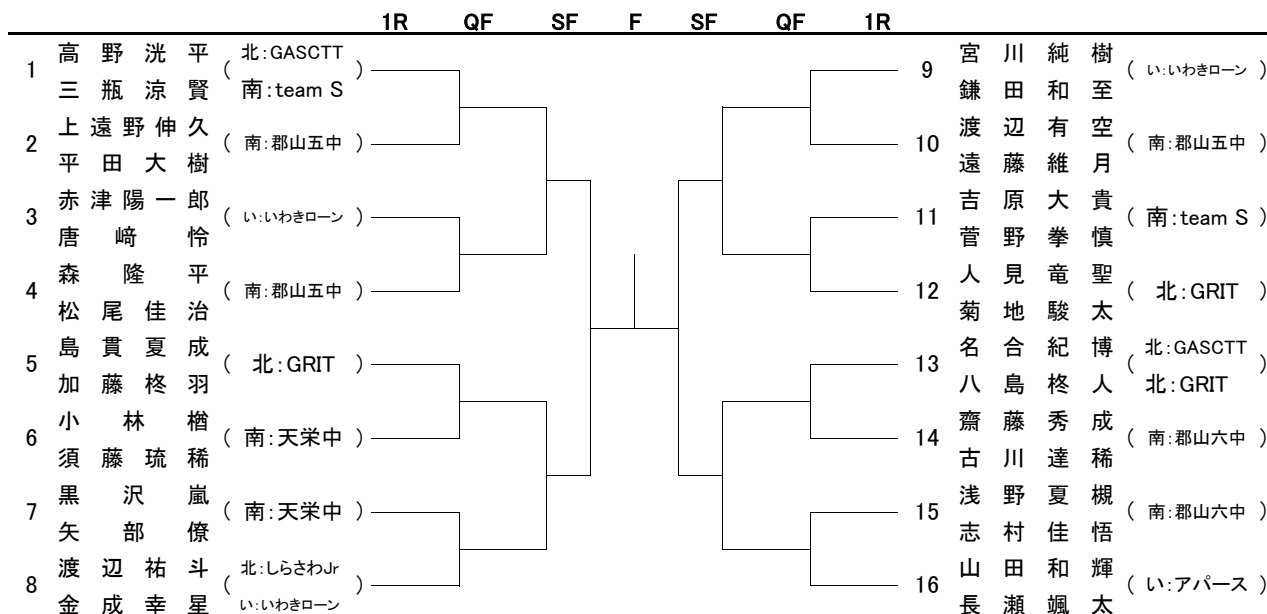 1R QF SF F SF QF 1R
1 高野洸平 三瓶涼賢 ( 北:GASCTT 南:team S )
2 上遠野伸久 平田大樹 ( 南:郡山五中 )
3 赤津陽一郎 唐﨑怜 ( い:いわきローン )
4 森隆平 松尾佳治 ( 南:郡山五中 )
5 島貫夏成 加藤柊羽 ( 北:GRIT )
6 小林楢 須藤琉稀 ( 南:天栄中 )
7 黒沢嵐 矢部僚 ( 南:天栄中 )
8 渡辺祐斗 金成幸星 ( 北:しらさわJr い:いわきローン )
9 宮川純樹 鎌田和至 ( い:いわきローン )
10 渡辺有空 遠藤維月 ( 南:郡山五中 )
11 吉原大貴 菅野拳慎 ( 南:team S )
12 人見竜聖 菊地駿太 ( 北:GRIT )
13 名合紀博 八島柊人 ( 北:GASCTT 北:GRIT )
14 齋藤秀成 古川達稀 ( 南:郡山六中 )
15 浅野夏槻 志村佳悟 ( 南:郡山六中 )
16 山田和輝 長瀬颯太 ( い:アパース )